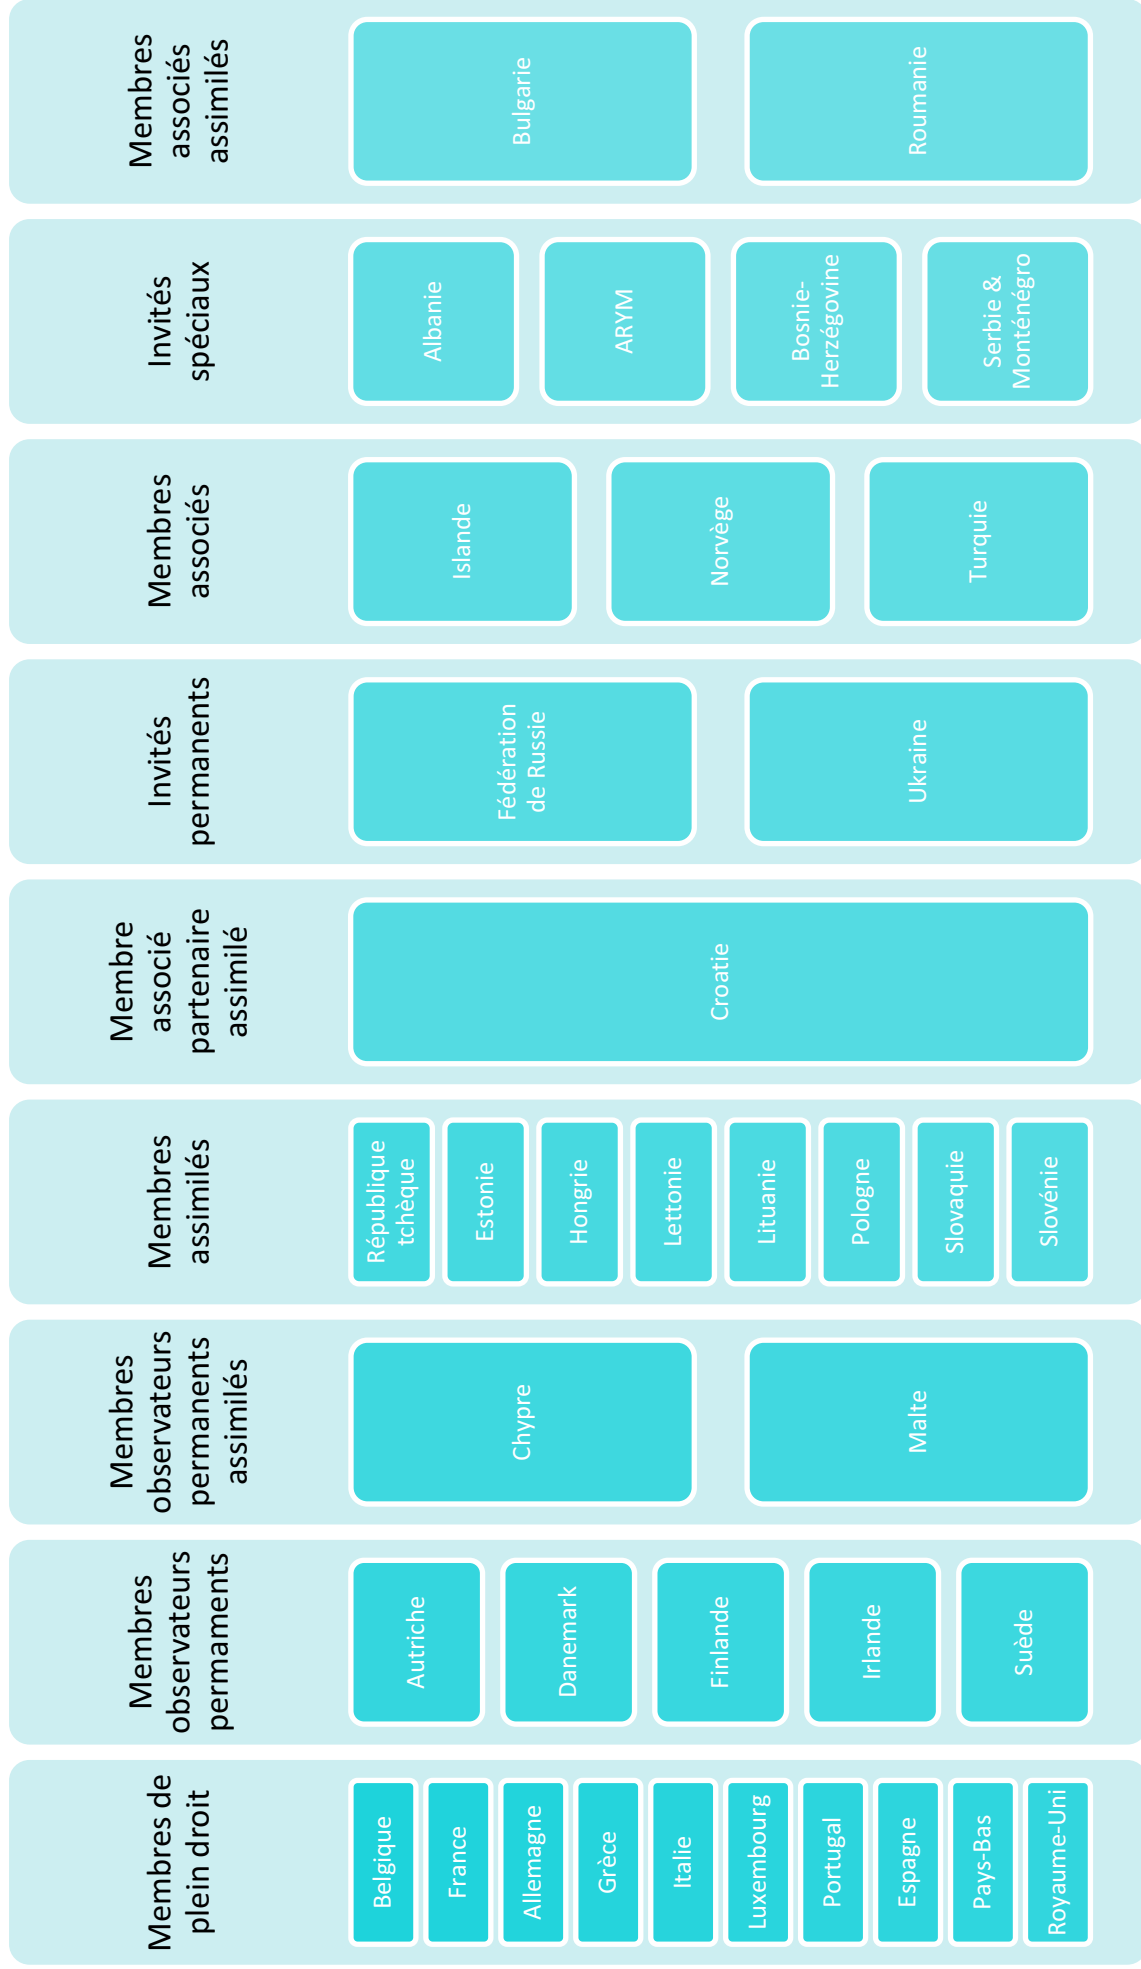 Membres de
plein droit
Belgique
France
Allemagne
Grèce
Italie
Luxembourg
Portugal
Espagne
Pays-Bas
Royaume-Uni
Membres
observateurs
permaments
Autriche
Danemark
Finlande
Irlande
Suède
Membres
observateurs
permanents
assimilés
Chypre
Malte
Membres
assimilés
République
tchèque
Estonie
Hongrie
Lettonie
Lituanie
Pologne
Slovaquie
Slovénie
Membre
associé
partenaire
assimilé
Croatie
Invités
permanents
Fédération
de Russie
Ukraine
Membres
associés
Islande
Norvège
Turquie
Invités
spéciaux
Albanie
ARYM
Bosnie-
Herzégovine
Serbie &
Monténégro
Membres
associés
assimilés
Bulgarie
Roumanie